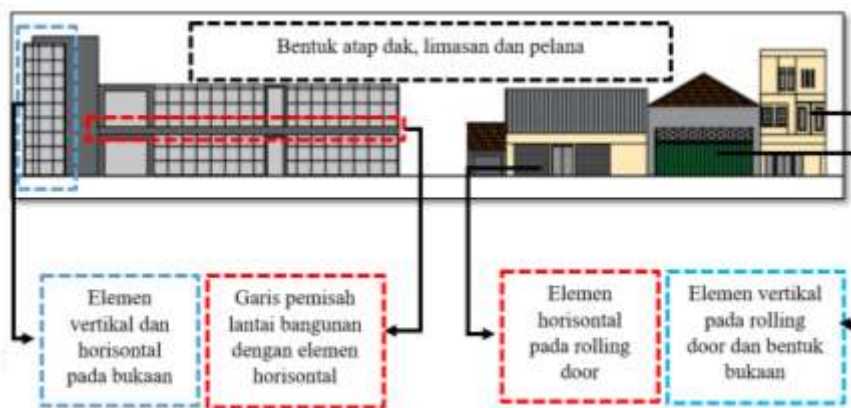 Bentuk atap dak, limasan dan pelana
Elemen
vertikal dan
horisontal
pada bukaan
Garis pemisah
lantai bangunan
dengan elemen
horisontal
Elemen
horisontal
pada rolling
door
Elemen vertikal
pada rolling
door dan bentuk
bukaan